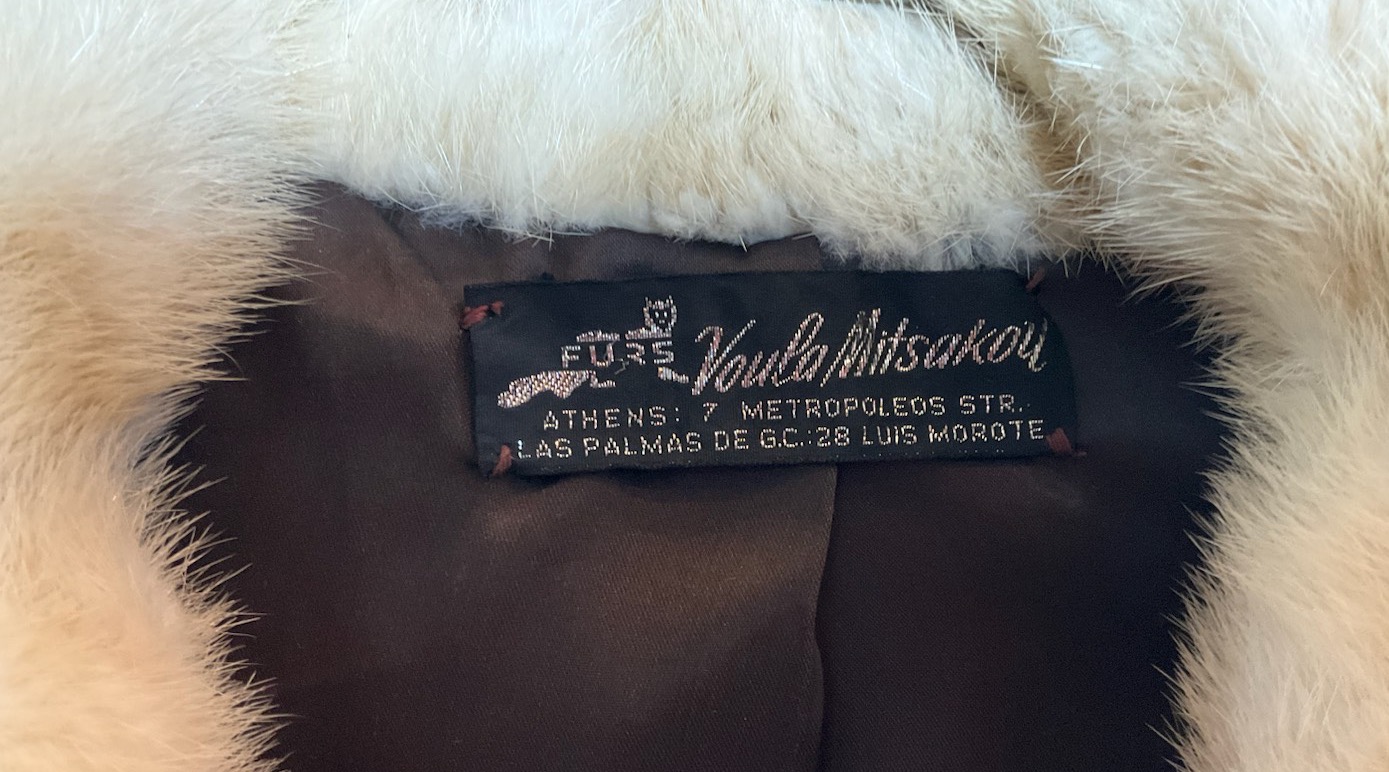 FURS Voula Mitsakou
ATHENS: 7 METROPOLEOS STR.
LAS PALMAS DE G.C.:28 LUIS MOROTE